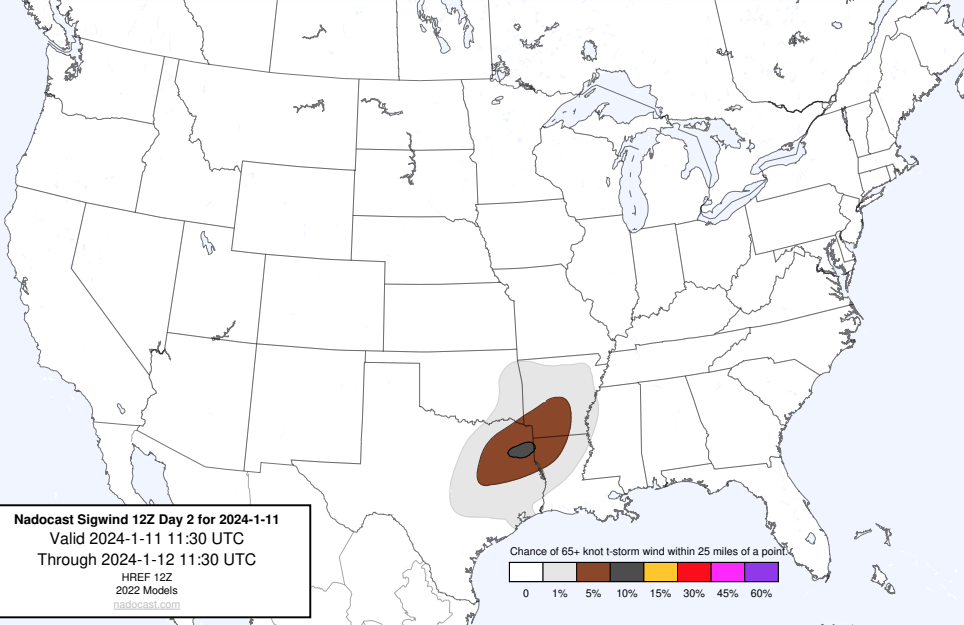 Nadocast Sigwind 12Z Day 2 for 2024-1-11
Valid 2024-1-11 11:30 UTC
Through 2024-1-12 11:30 UTC
HREF 12Z
2022 Models
nadocast.com
Chance of 65+ knot t-storm wind within 25 miles of a point.
0 1% 5% 10% 15% 30% 45% 60%